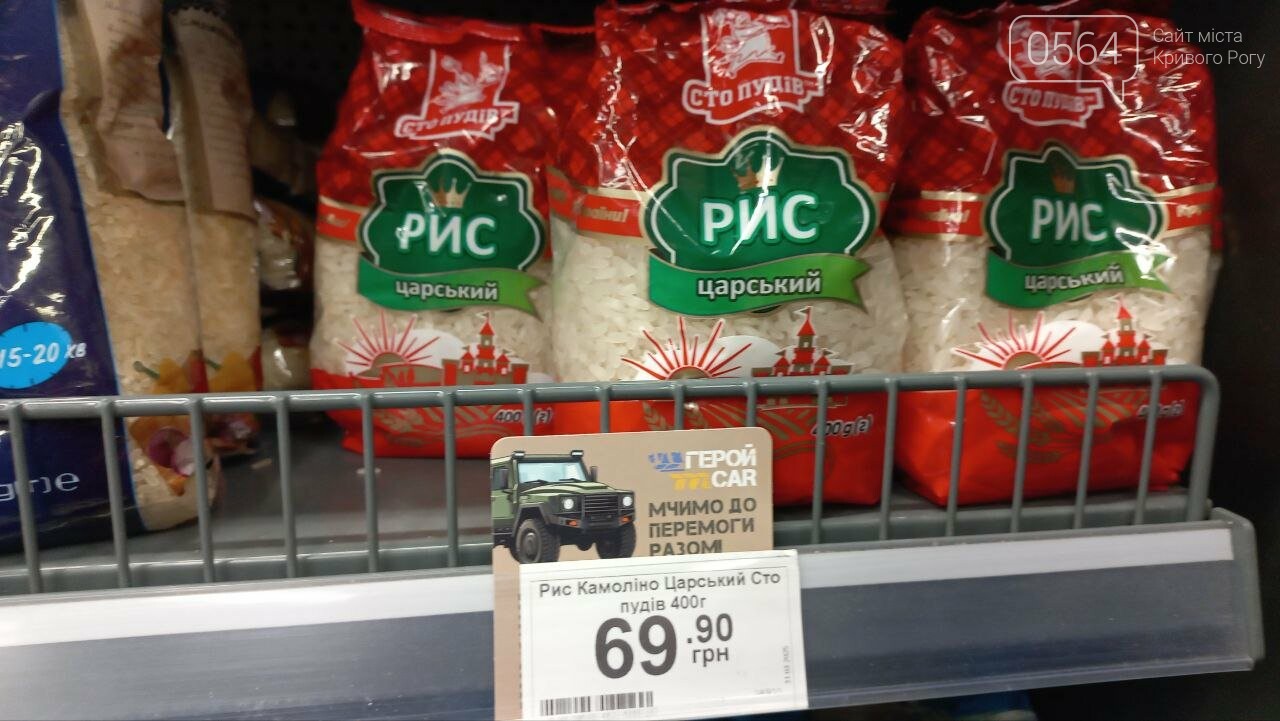 0564
Сайт міста
Кривого Рогу
СТО ПУДІВ
РИС
царський
400g (г)
СТО ПУДІВ
РИС
царський
400g (г)
СТО ПУДІВ
РИС
царський
15-20 хв
ГЕРОЙ
CAR
МЧИМО ДО
ПЕРЕМОГИ
РАЗОМ!
Рис Камоліно Царський Сто
пудів 400г
69.90
грн